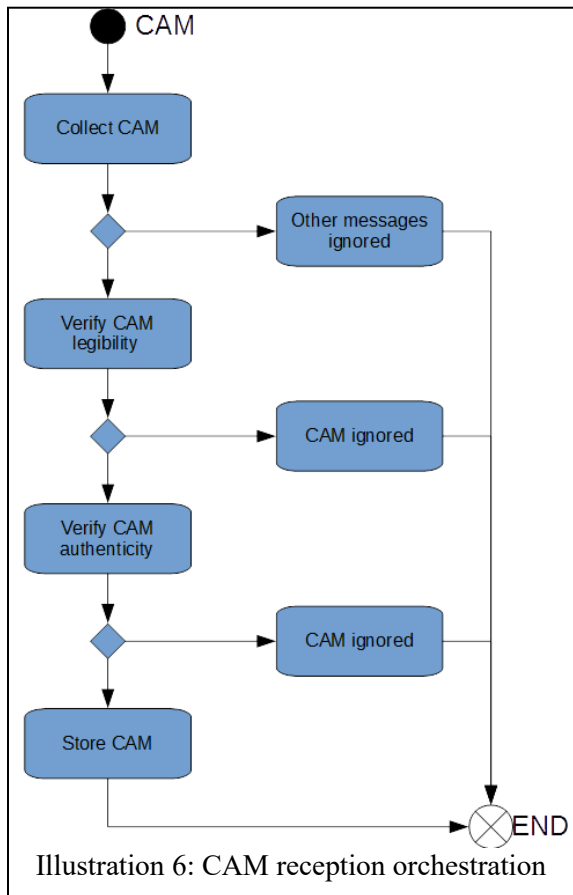 CAM
Collect CAM
Other messages
ignored
Verify CAM
legibility
CAM ignored
Verify CAM
authenticity
CAM ignored
Store CAM
END
Illustration 6: CAM reception orchestration